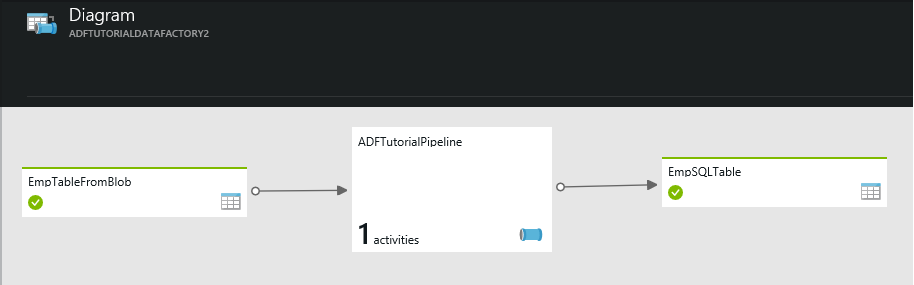 Diagram
ADFTUTORIALDATAFACTORY2
ADFTutorialPipeline
EmpTableFromBlob
EmpSQLTable
1 activities